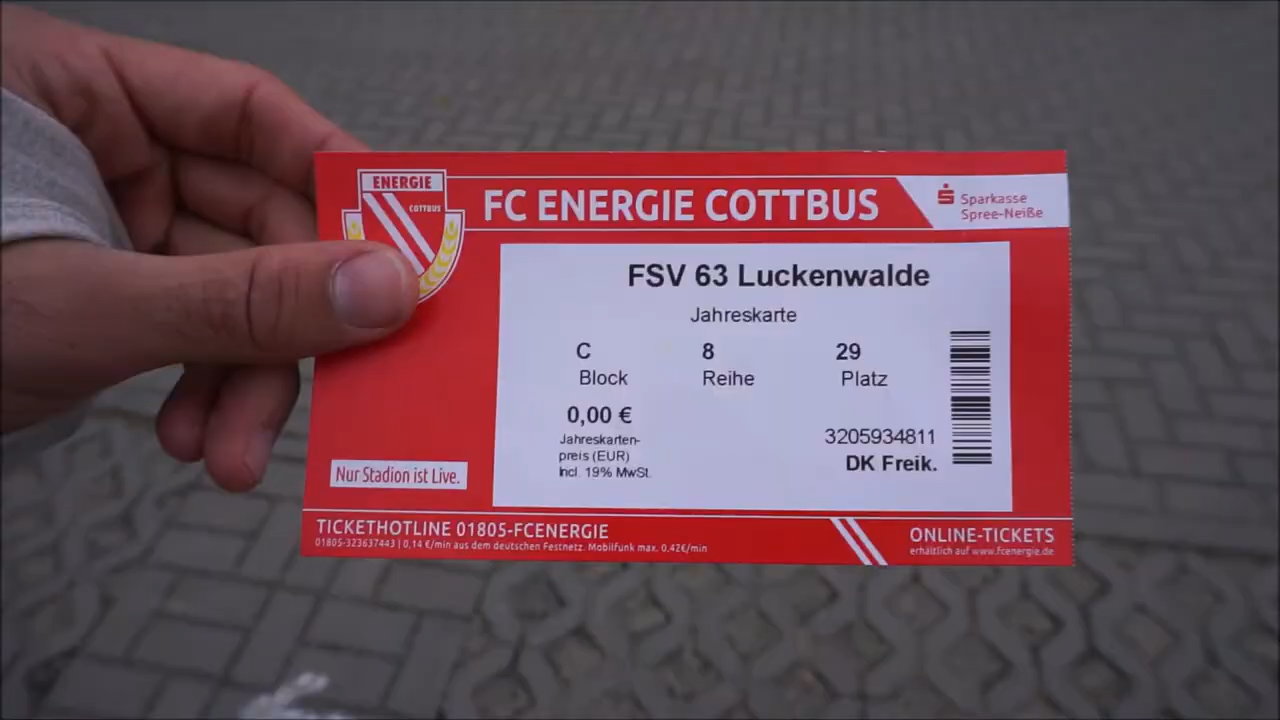 ENERGIE
COTTBUS
FC ENERGIE COTTBUS
Sparkasse
Spree-Neiße
FSV 63 Luckenwalde
Jahreskarte
C 8 29
Block Reihe Platz
0,00 €
Jahreskarten-
preis (EUR)
Incl. 19% MwSt.
3205934811
DK Freik.
Nur Stadion ist Live.
TICKETHOTLINE 01805-FCENERGIE
01805-323637443 | 0,14 €/min aus dem deutschen Festnetz. Mobilfunk max. 0,42€/min
ONLINE-TICKETS
erhältlich auf www.fcenergie.de